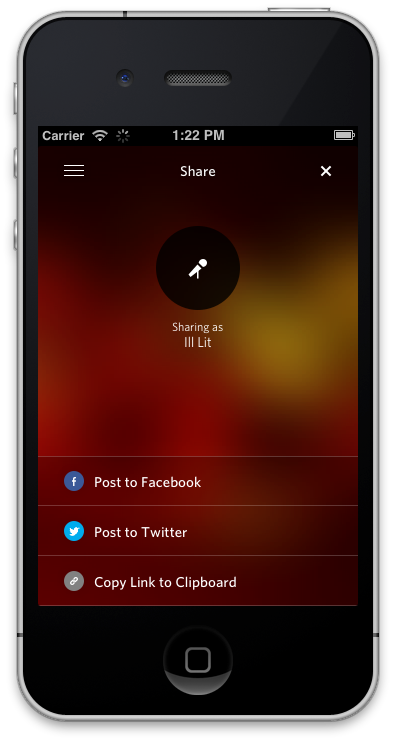 Carrier 1:22 PM
Share
Sharing as
Ill Lit
Post to Facebook
Post to Twitter
Copy Link to Clipboard